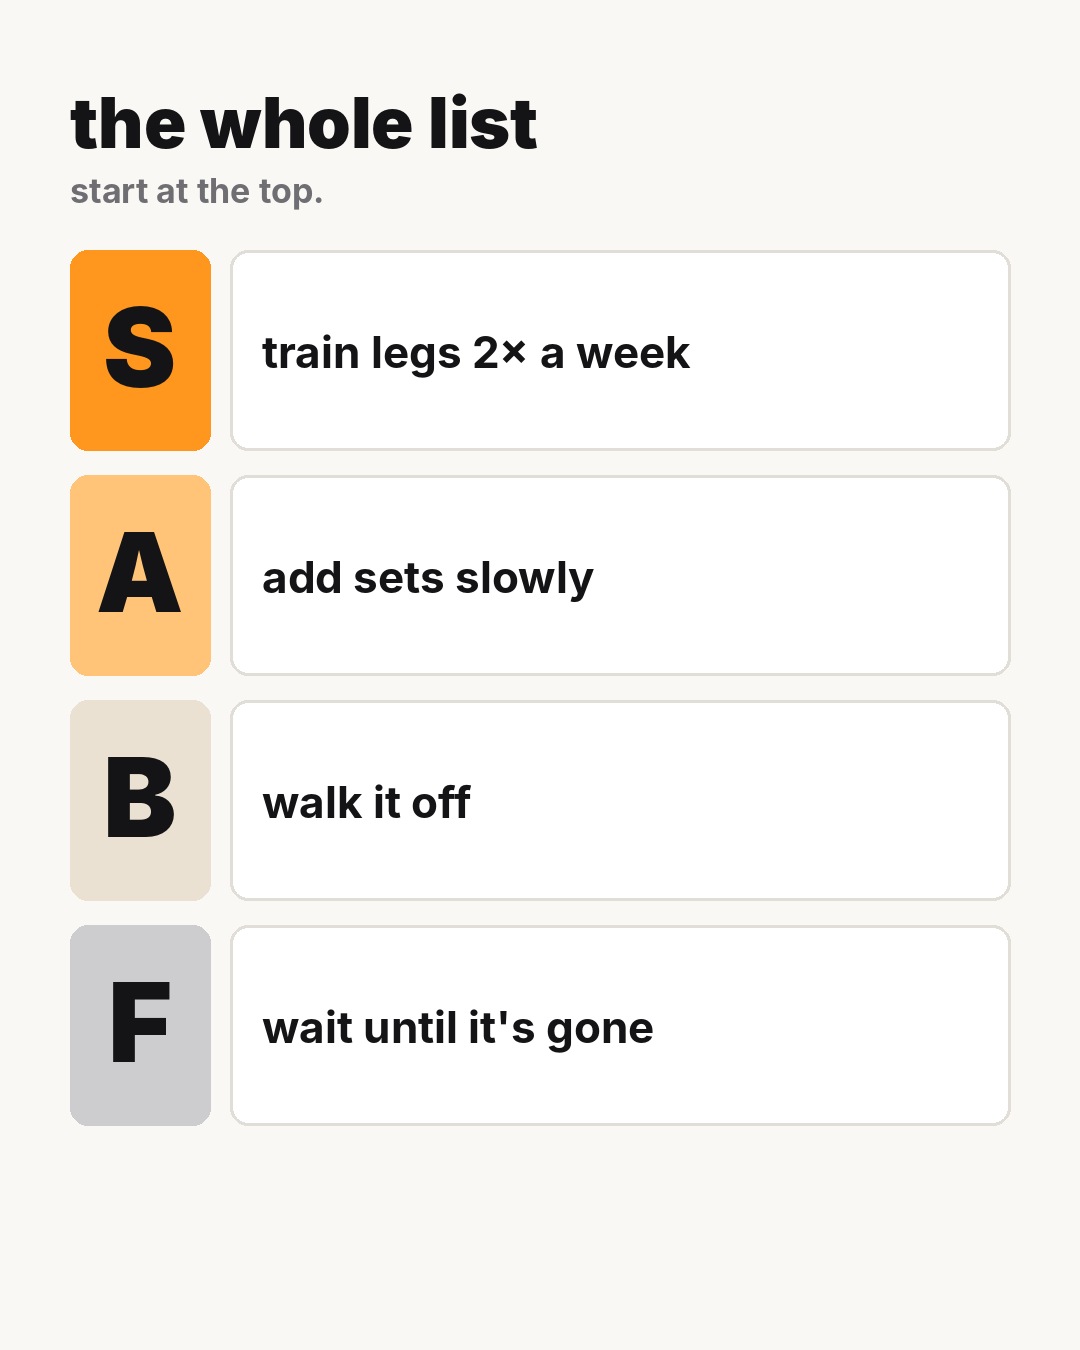 the whole list
start at the top.
S
train legs 2× a week
A
add sets slowly
B
walk it off
F
wait until it's gone